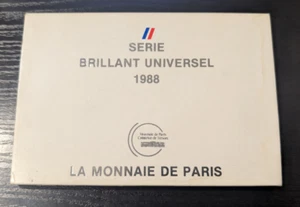 SERIE
BRILLANT UNIVERSEL
1988
LA MONNAIE DE PARIS